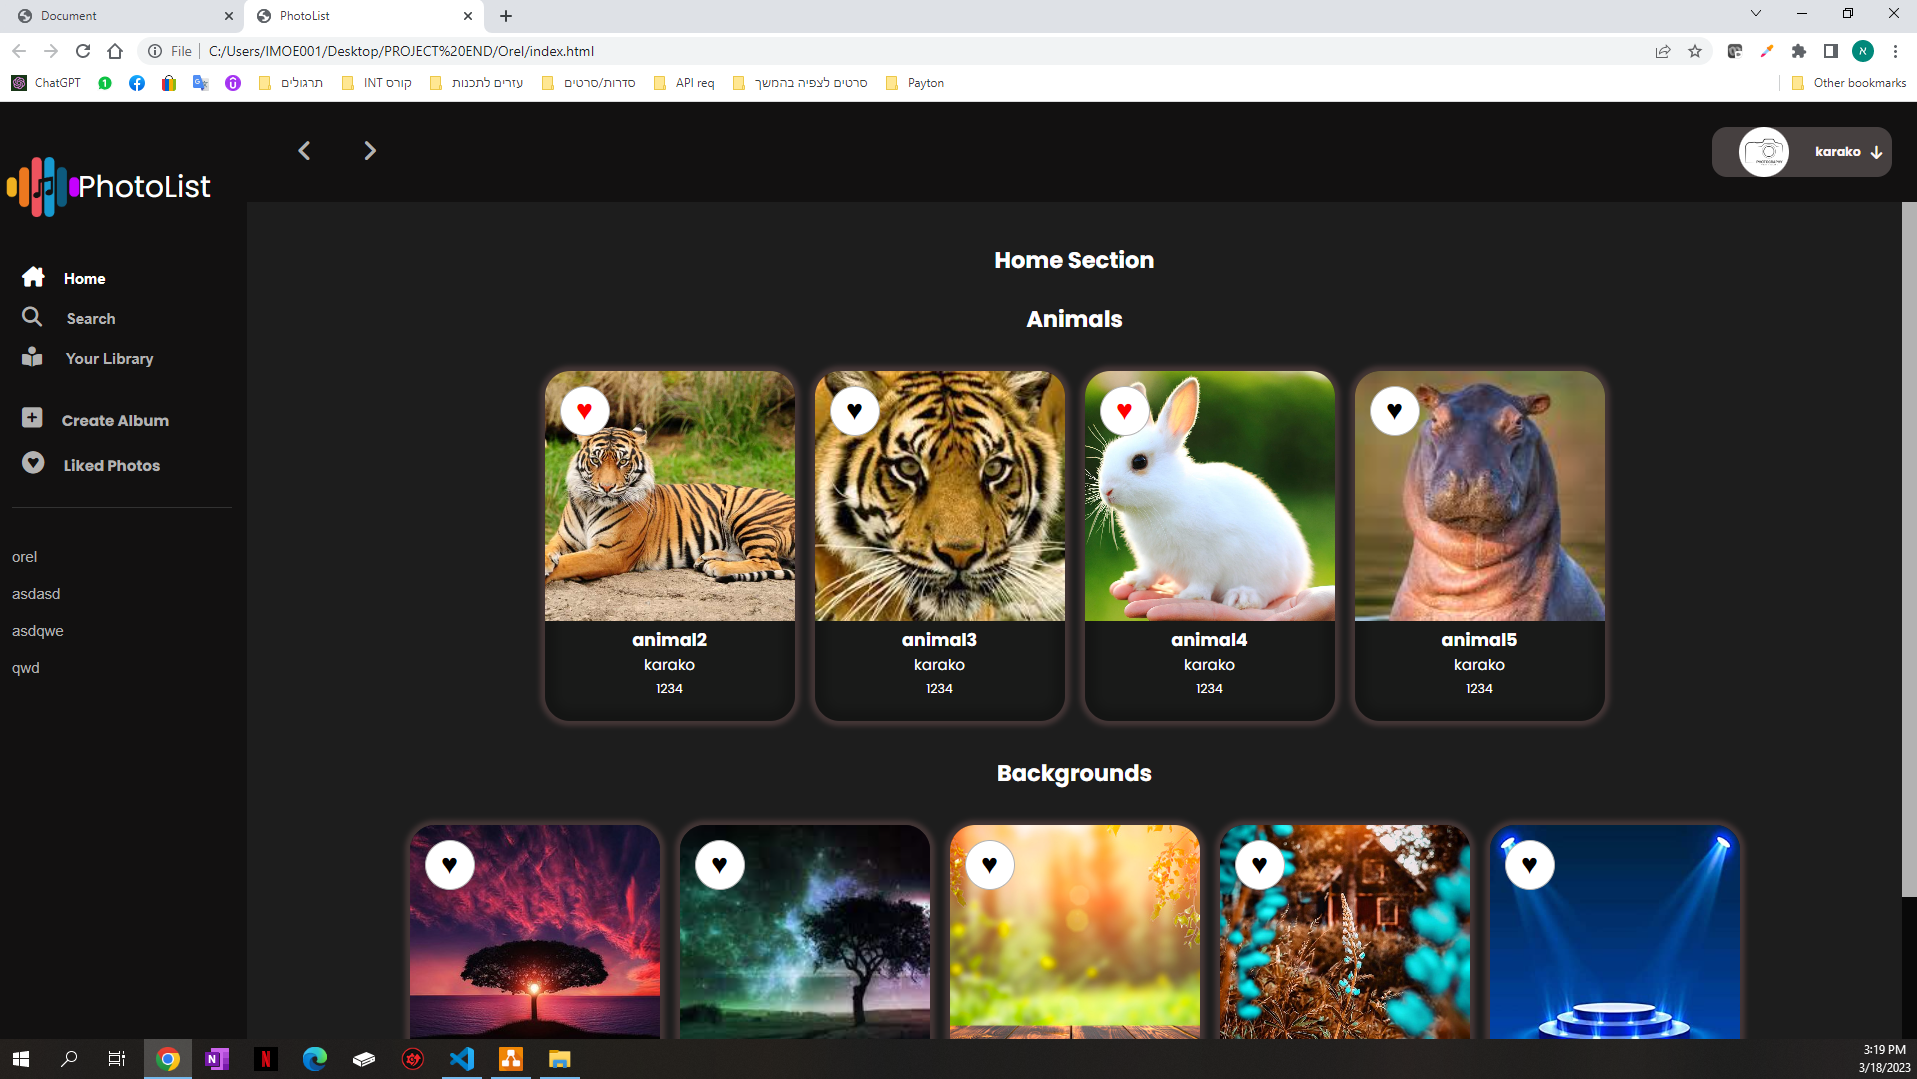 Document
PhotoList
File
C:/Users/IMOE001/Desktop/PROJECT%20END/Orel/index.html
א
ChatGPT
1
תרגולים
קורס INT
עזרים לתכנות
סדרות/סרטים
API req
סרטים לצפיה בהמשך
Payton
Other bookmarks
PhotoList
PHOTOGRAPHY
karako
Home
Search
Your Library
Create Album
Liked Photos
orel
asdasd
asdqwe
qwd
Home Section
Animals
animal2
karako
1234
animal3
karako
1234
animal4
karako
1234
animal5
karako
1234
Backgrounds
3:19 PM
3/18/2023